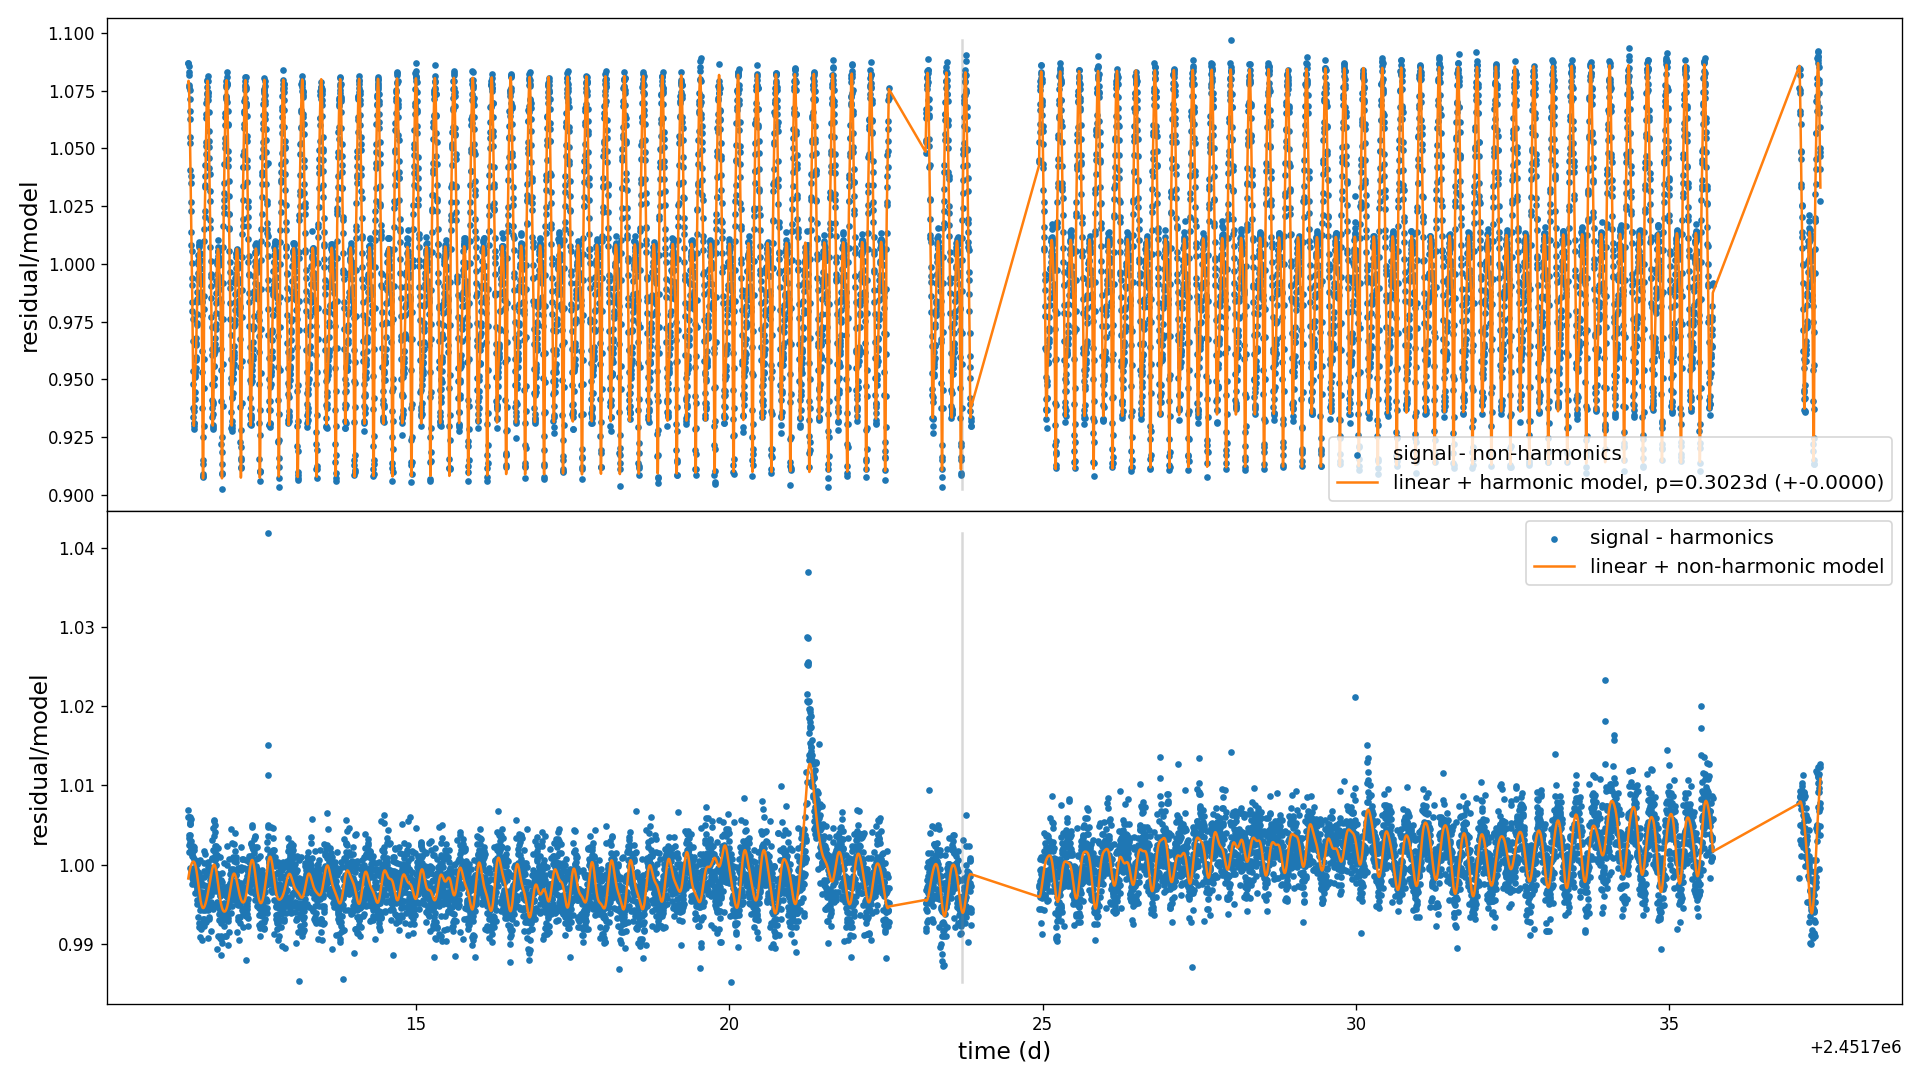 1.100
1.075
1.050
1.025
1.000
0.975
0.950
0.925
0.900
residual/model
signal - non-harmonics
linear + harmonic model, p=0.3023d (+-0.0000)
1.04
1.03
1.02
1.01
1.00
0.99
residual/model
signal - harmonics
linear + non-harmonic model
15
20
25
30
35
time (d)
+2.4517e6